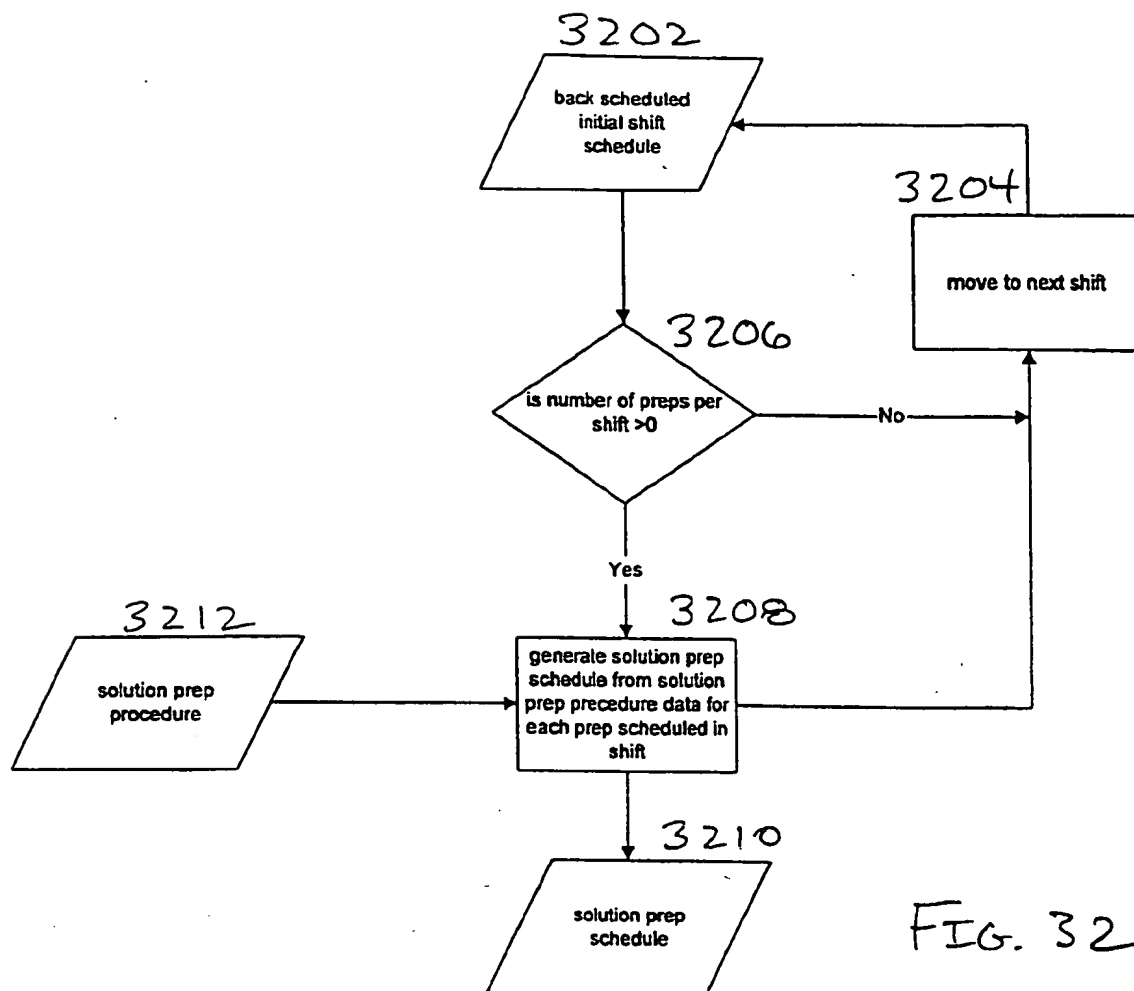 3202
back scheduled
initial shift
schedule
3204
move to next shift
3206
is number of preps per
shift >0
No
Yes
3212
solution prep
procedure
3208
generate solution prep
schedule from solution
prep precedure data for
each prep scheduled in
shift
3210
solution prep
schedule
FIG. 32